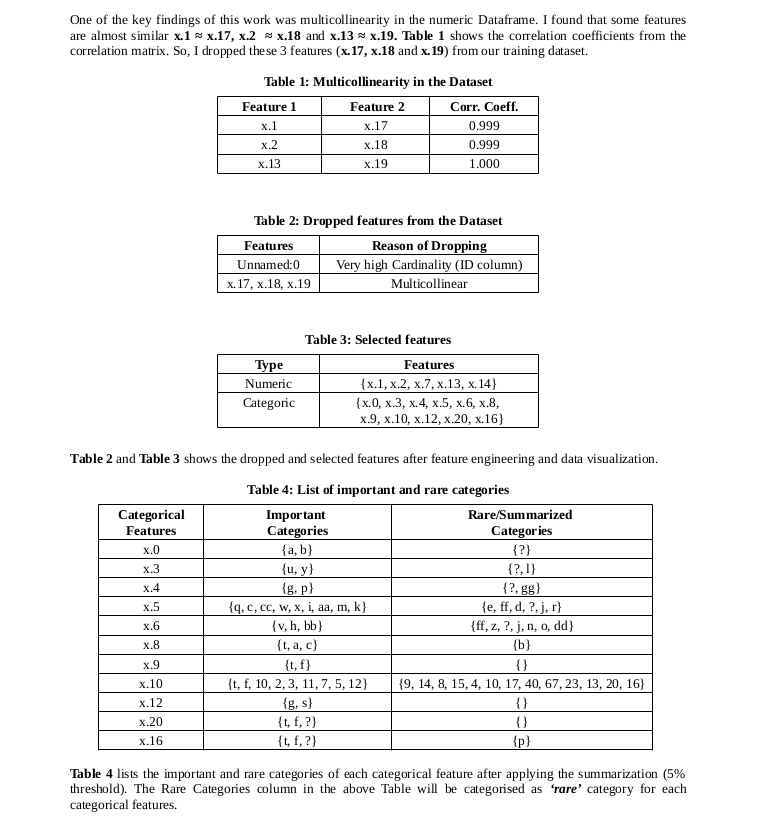 One of the key findings of this work was multicollinearity in the numeric Dataframe. I found that some features
are almost similar x.1 ≈ x.17, x.2 ≈ x.18 and x.13 ≈ x.19. Table 1 shows the correlation coefficients from the
correlation matrix. So, I dropped these 3 features (x.17, x.18 and x.19) from our training dataset.
Table 1: Multicollinearity in the Dataset
Feature 1 Feature 2 Corr. Coeff.
x.1 x.17 0.999
x.2 x.18 0.999
x.13 x.19 1.000
Table 2: Dropped features from the Dataset
Features Reason of Dropping
Unnamed:0 Very high Cardinality (ID column)
x.17, x.18, x.19 Multicollinear
Table 3: Selected features
Type Features
Numeric {x.1, x.2, x.7, x.13, x.14}
Categoric {x.0, x.3, x.4, x.5, x.6, x.8,
x.9, x.10, x.12, x.20, x.16}
Table 2 and Table 3 shows the dropped and selected features after feature engineering and data visualization.
Table 4: List of important and rare categories
Categorical Important Rare/Summarized
Features Categories Categories
x.0 {a, b} {?}
x.3 {u, y} {?, l}
x.4 {g, p} {?, gg}
x.5 {q, c, cc, w, x, i, aa, m, k} {e, ff, d, ?, j, r}
x.6 {v, h, bb} {ff, z, ?, j, n, o, dd}
x.8 {t, a, c} {b}
x.9 {t, f} {}
x.10 {t, f, 10, 2, 3, 11, 7, 5, 12} {9, 14, 8, 15, 4, 10, 17, 40, 67, 23, 13, 20, 16}
x.12 {g, s} {}
x.20 {t, f, ?} {}
x.16 {t, f, ?} {p}
Table 4 lists the important and rare categories of each categorical feature after applying the summarization (5%
threshold). The Rare Categories column in the above Table will be categorised as ‘rare’ category for each
categorical features.